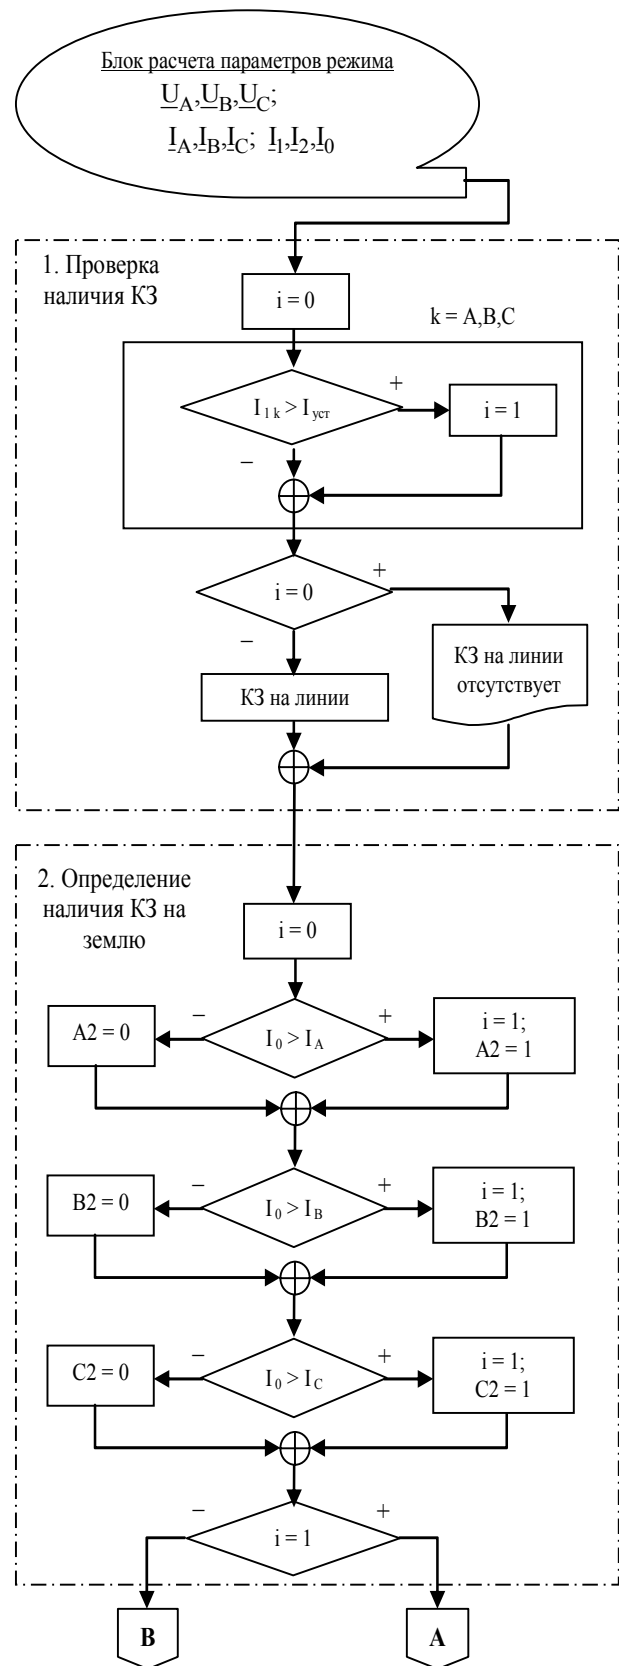 Блок расчета параметров режима
U_A,U_B,U_C;
I_A,I_B,I_C; I_1,I_2,I_0
1. Проверка
наличия КЗ
i = 0
k = A,B,C
I_1 k > I_уст
+
i = 1
–
i = 0
+
–
КЗ на линии
отсутствует
КЗ на линии
2. Определение
наличия КЗ на
землю
i = 0
–
+
A2 = 0
I_0 > I_A
i = 1;
A2 = 1
–
+
B2 = 0
I_0 > I_B
i = 1;
B2 = 1
–
+
C2 = 0
I_0 > I_C
i = 1;
C2 = 1
–
+
i = 1
B
A